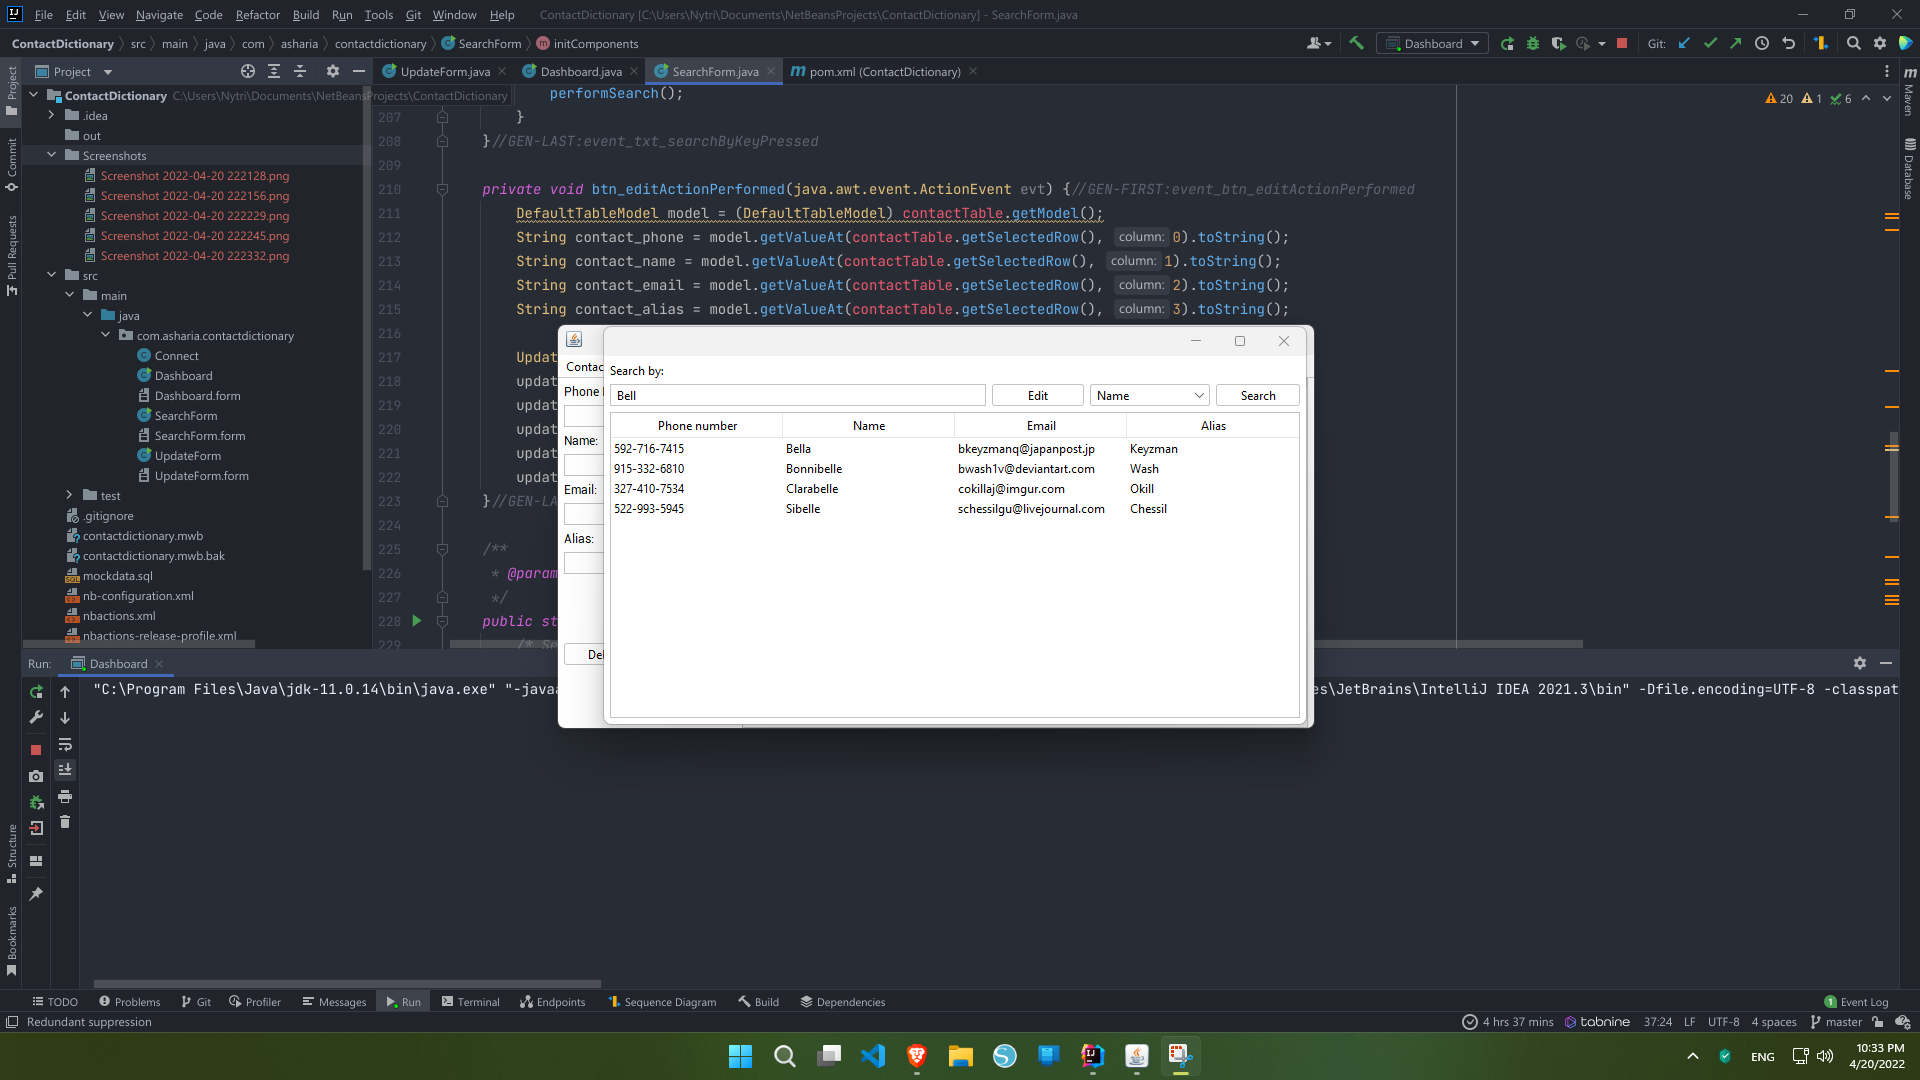 File Edit View Navigate Code Refactor Build Run Tools Git Window Help ContactDictionary [C:\Users\Nytri\Documents\NetBeansProjects\ContactDictionary] - SearchForm.java
ContactDictionary src main java com asharia contactdictionary SearchForm initComponents Dashboard Git:
Project
UpdateForm.java Dashboard.java SearchForm.java pom.xml (ContactDictionary)
ContactDictionary C:\Users\Nytri\Documents\NetBeansProjects\ContactDictionary
.idea
out
Screenshots
Screenshot 2022-04-20 222128.png
Screenshot 2022-04-20 222156.png
Screenshot 2022-04-20 222229.png
Screenshot 2022-04-20 222245.png
Screenshot 2022-04-20 222332.png
src
main
java
com.asharia.contactdictionary
Connect
Dashboard
Dashboard.form
SearchForm
SearchForm.form
UpdateForm
UpdateForm.form
test
.gitignore
contactdictionary.mwb
contactdictionary.mwb.bak
mockdata.sql
nb-configuration.xml
nbactions.xml
nbactions-release-profile.xml
Project
Commit
Pull Requests
Structure
Bookmarks
performSearch();
20 1 6
207 }
208 }//GEN-LAST:event_txt_searchByKeyPressed
209
210 private void btn_editActionPerformed(java.awt.event.ActionEvent evt) {//GEN-FIRST:event_btn_editActionPerformed
211 DefaultTableModel model = (DefaultTableModel) contactTable.getModel();
212 String contact_phone = model.getValueAt(contactTable.getSelectedRow(), column: 0).toString();
213 String contact_name = model.getValueAt(contactTable.getSelectedRow(), column: 1).toString();
214 String contact_email = model.getValueAt(contactTable.getSelectedRow(), column: 2).toString();
215 String contact_alias = model.getValueAt(contactTable.getSelectedRow(), column: 3).toString();
216
217 Updat
218 updat
219 updat
220 updat
221 updat
222 updat
223 }//GEN-LA
224
225 /**
226 * @param
227 */
228 public st
229 /* Se
Maven
Database
Contac
Phone
Name:
Email:
Alias:
Del
Search by:
Bell Edit Name Search
Phone number Name Email Alias
592-716-7415 Bella bkeyzmanq@japanpost.jp Keyzman
915-332-6810 Bonnibelle bwash1v@deviantart.com Wash
327-410-7534 Clarabelle cokillaj@imgur.com Okill
522-993-5945 Sibelle schessilgu@livejournal.com Chessil
Run: Dashboard
"C:\Program Files\Java\jdk-11.0.14\bin\java.exe" "-javaa
es\JetBrains\IntelliJ IDEA 2021.3\bin" -Dfile.encoding=UTF-8 -classpat
TODO Problems Git Profiler Messages Run Terminal Endpoints Sequence Diagram Build Dependencies 1 Event Log
Redundant suppression 4 hrs 37 mins tabnine 37:24 LF UTF-8 4 spaces master
ENG 10:33 PM
4/20/2022